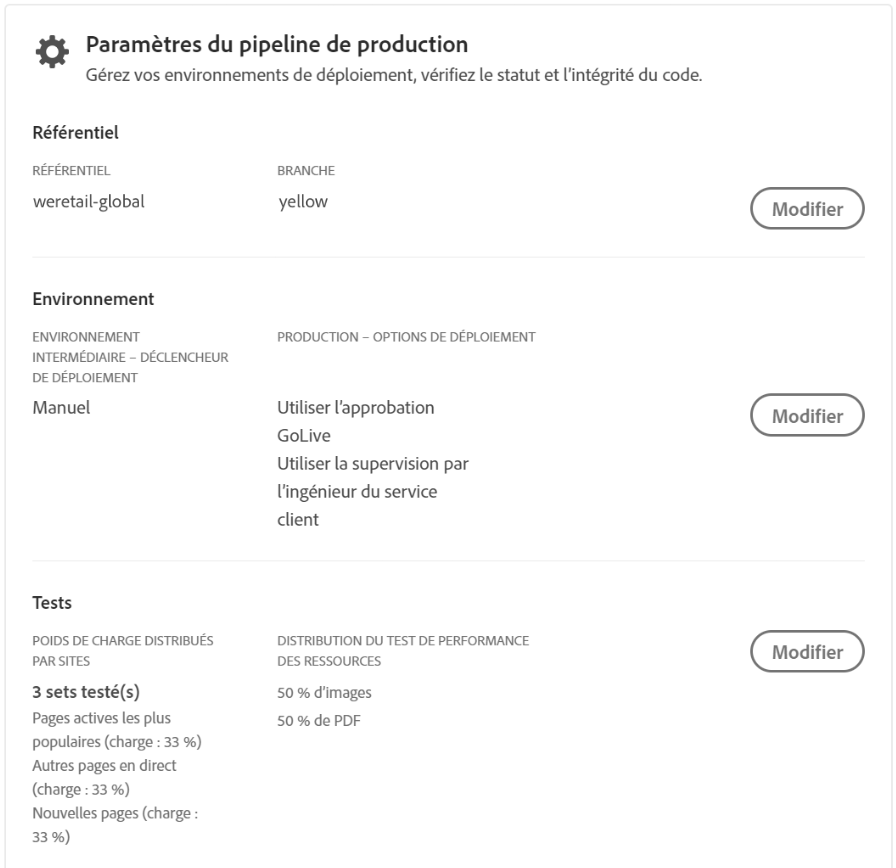 Paramètres du pipeline de production
Gérez vos environnements de déploiement, vérifiez le statut et l'intégrité du code.
Référentiel
RÉFÉRENTIEL
BRANCHE
weretail-global
yellow
Modifier
Environnement
ENVIRONNEMENT
INTERMÉDIAIRE – DÉCLENCHEUR
DE DÉPLOIEMENT
PRODUCTION – OPTIONS DE DÉPLOIEMENT
Manuel
Utiliser l'approbation
GoLive
Utiliser la supervision par
l'ingénieur du service
client
Modifier
Tests
POIDS DE CHARGE DISTRIBUÉS
PAR SITES
DISTRIBUTION DU TEST DE PERFORMANCE
DES RESSOURCES
Modifier
3 sets testé(s)
Pages actives les plus
populaires (charge : 33 %)
Autres pages en direct
(charge : 33 %)
Nouvelles pages (charge :
33 %)
50 % d'images
50 % de PDF